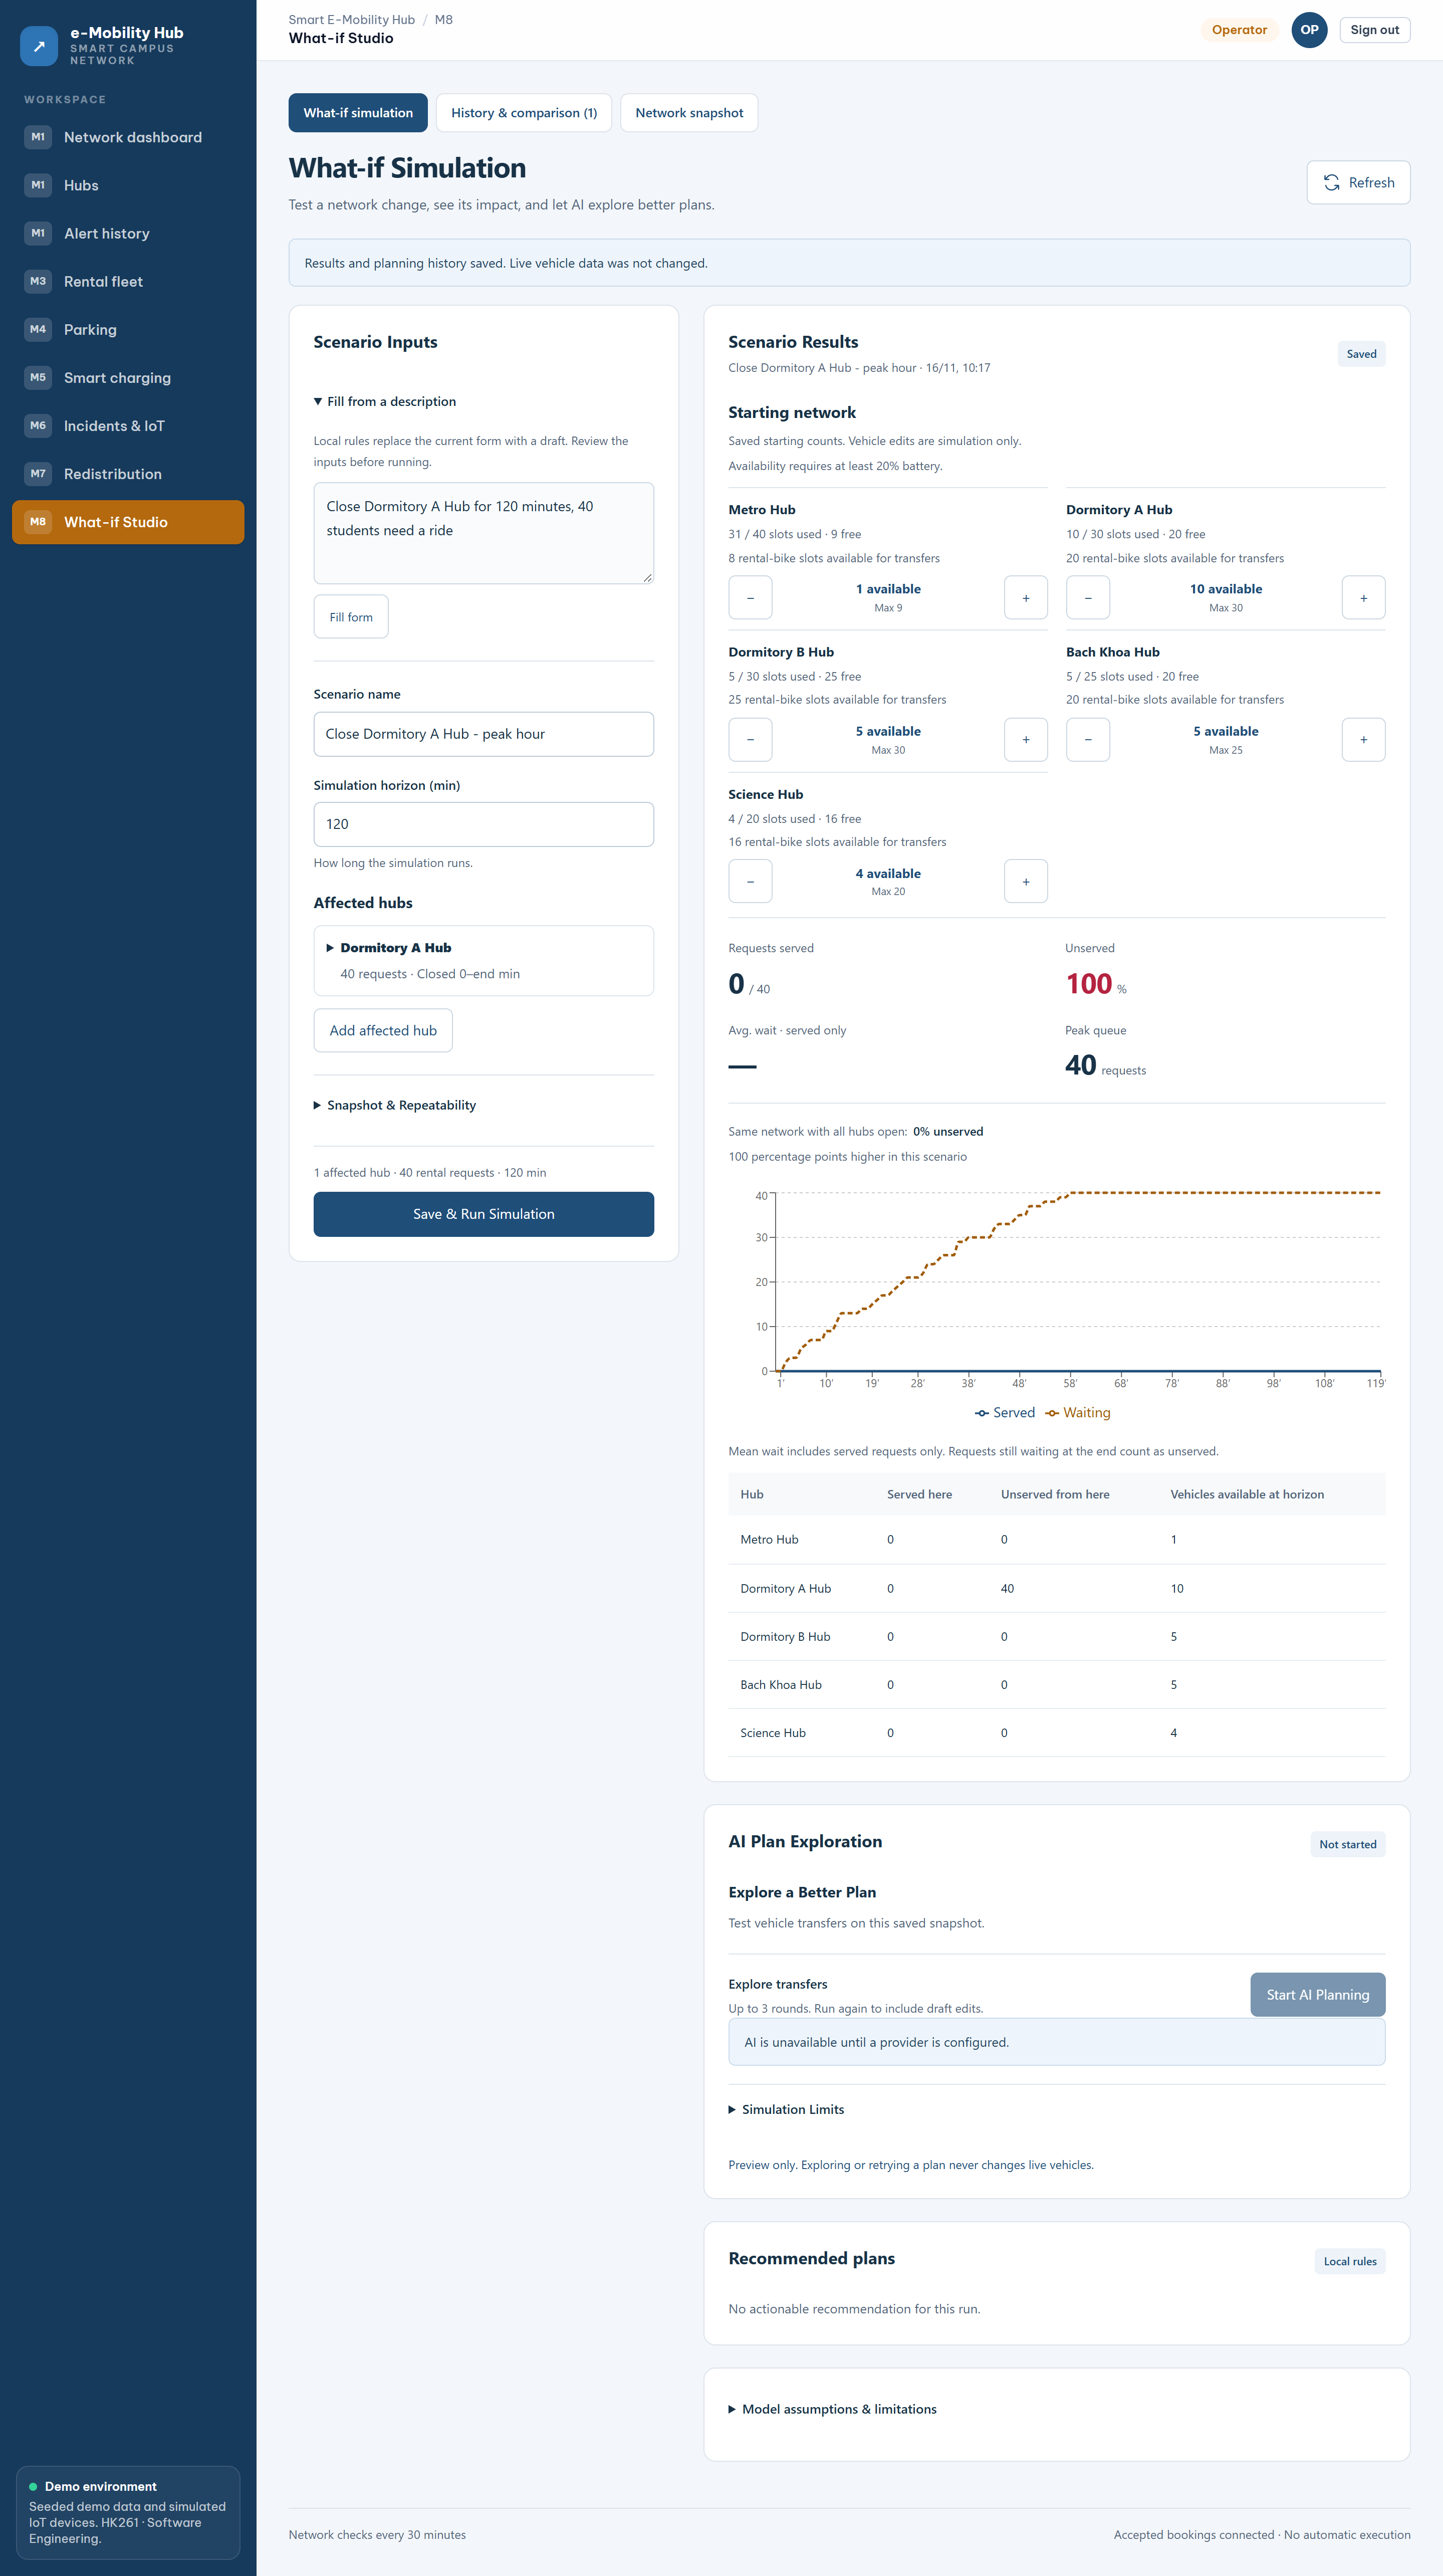 ↗
e-Mobility Hub
SMART CAMPUS
NETWORK
WORKSPACE
M1 Network dashboard
M1 Hubs
M1 Alert history
M3 Rental fleet
M4 Parking
M5 Smart charging
M6 Incidents & IoT
M7 Redistribution
M8 What-if Studio
Demo environment
Seeded demo data and simulated
IoT devices. HK261 · Software
Engineering.
Smart E-Mobility Hub / M8
What-if Studio
Operator
OP
Sign out
What-if simulation
History & comparison (1)
Network snapshot
What-if Simulation
Test a network change, see its impact, and let AI explore better plans.
Refresh
Results and planning history saved. Live vehicle data was not changed.
Scenario Inputs
▼ Fill from a description
Local rules replace the current form with a draft. Review the
inputs before running.
Close Dormitory A Hub for 120 minutes, 40
students need a ride
Fill form
Scenario name
Close Dormitory A Hub - peak hour
Simulation horizon (min)
120
How long the simulation runs.
Affected hubs
▶ Dormitory A Hub
40 requests · Closed 0–end min
Add affected hub
▶ Snapshot & Repeatability
1 affected hub · 40 rental requests · 120 min
Save & Run Simulation
Scenario Results
Close Dormitory A Hub - peak hour · 16/11, 10:17
Saved
Starting network
Saved starting counts. Vehicle edits are simulation only.
Availability requires at least 20% battery.
Metro Hub
31 / 40 slots used · 9 free
8 rental-bike slots available for transfers
− 1 available +
Max 9
Dormitory A Hub
10 / 30 slots used · 20 free
20 rental-bike slots available for transfers
− 10 available +
Max 30
Dormitory B Hub
5 / 30 slots used · 25 free
25 rental-bike slots available for transfers
− 5 available +
Max 30
Bach Khoa Hub
5 / 25 slots used · 20 free
20 rental-bike slots available for transfers
− 5 available +
Max 25
Science Hub
4 / 20 slots used · 16 free
16 rental-bike slots available for transfers
− 4 available +
Max 20
Requests served
0 / 40
Unserved
100 %
Avg. wait · served only
—
Peak queue
40 requests
Same network with all hubs open: 0% unserved
100 percentage points higher in this scenario
40
30
20
10
0
1′ 10′ 19′ 28′ 38′ 48′ 58′ 68′ 78′ 88′ 98′ 108′ 119′
Served Waiting
Mean wait includes served requests only. Requests still waiting at the end count as unserved.
Hub Served here Unserved from here Vehicles available at horizon
Metro Hub 0 0 1
Dormitory A Hub 0 40 10
Dormitory B Hub 0 0 5
Bach Khoa Hub 0 0 5
Science Hub 0 0 4
AI Plan Exploration
Not started
Explore a Better Plan
Test vehicle transfers on this saved snapshot.
Explore transfers
Up to 3 rounds. Run again to include draft edits.
Start AI Planning
AI is unavailable until a provider is configured.
▶ Simulation Limits
Preview only. Exploring or retrying a plan never changes live vehicles.
Recommended plans
Local rules
No actionable recommendation for this run.
▶ Model assumptions & limitations
Network checks every 30 minutes
Accepted bookings connected · No automatic execution